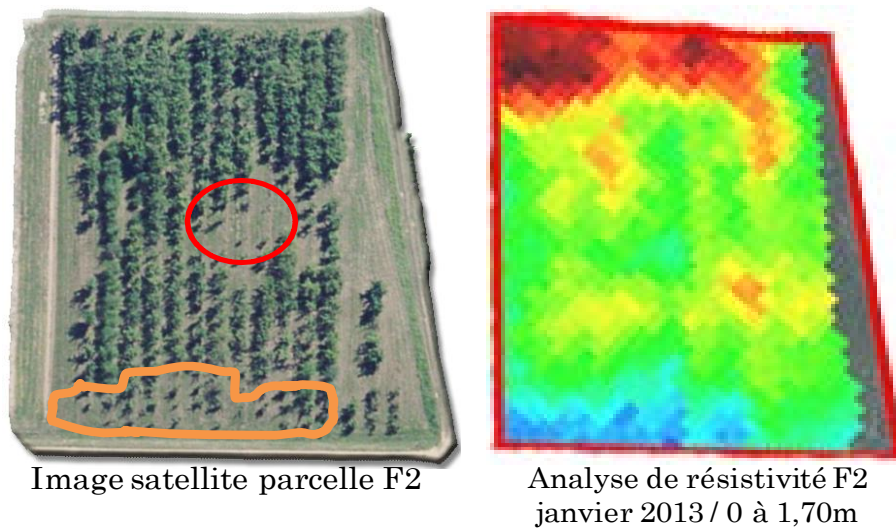 Image satellite parcelle F2
Analyse de résistivité F2
janvier 2013 / 0 à 1,70m